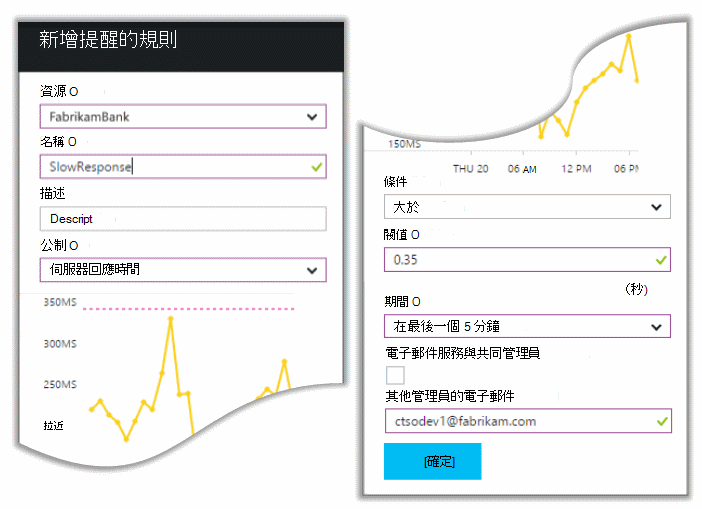 新增提醒的規則
資源 O
FabrikamBank
名稱 O
SlowResponse
描述
Descript
公制 O
伺服器回應時間
350MS
300MS
250MS
拉近
150MS
THU 20 06 AM 12 PM 06 PM
條件
大於
閾值 O
0.35
(秒)
期間 O
在最後一個 5 分鐘
電子郵件服務與共同管理員
其他管理員的電子郵件
ctsodev1@fabrikam.com
[確定]